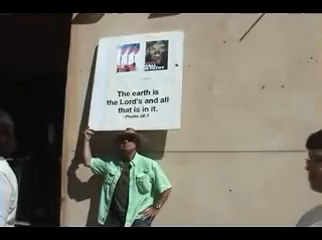 The earth is
the Lord's and all
that is in it.
-Psalm 24:1